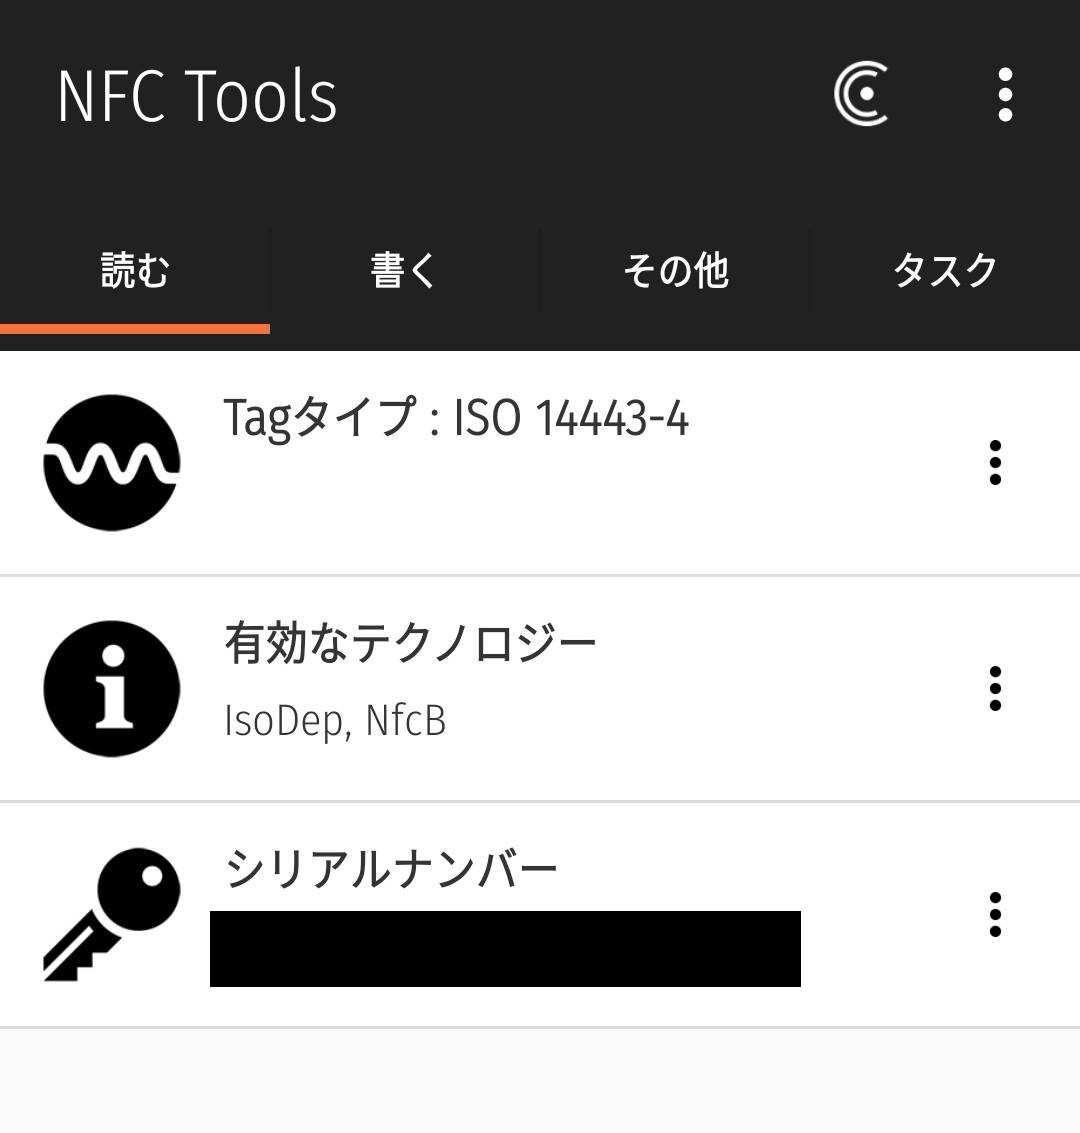 NFC Tools
読む 書く その他 タスク
Tagタイプ : ISO 14443-4
有効なテクノロジー
IsoDep, NfcB
シリアルナンバー